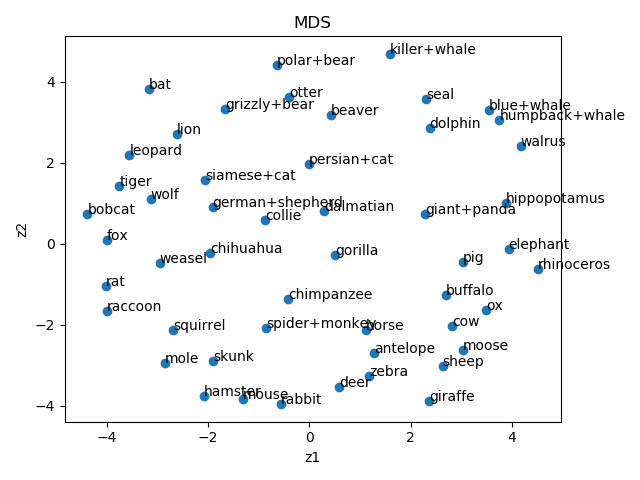 MDS
killer+whale
polar+bear
bat
otter
seal
grizzly+bear
blue+whale
beaver
humpback+whale
dolphin
lion
walrus
leopard
persian+cat
siamese+cat
tiger
wolf
hippopotamus
german+shepherd
dalmatian
bobcat
giant+panda
collie
fox
elephant
chihuahua
gorilla
weasel
pig
rhinoceros
rat
buffalo
chimpanzee
raccoon
ox
squirrel
spider+monkey
horse
cow
antelope
moose
mole
skunk
sheep
zebra
deer
hamster
mouse
rabbit
giraffe
4
2
0
−2
−4
z2
−4 −2 0 2 4
z1